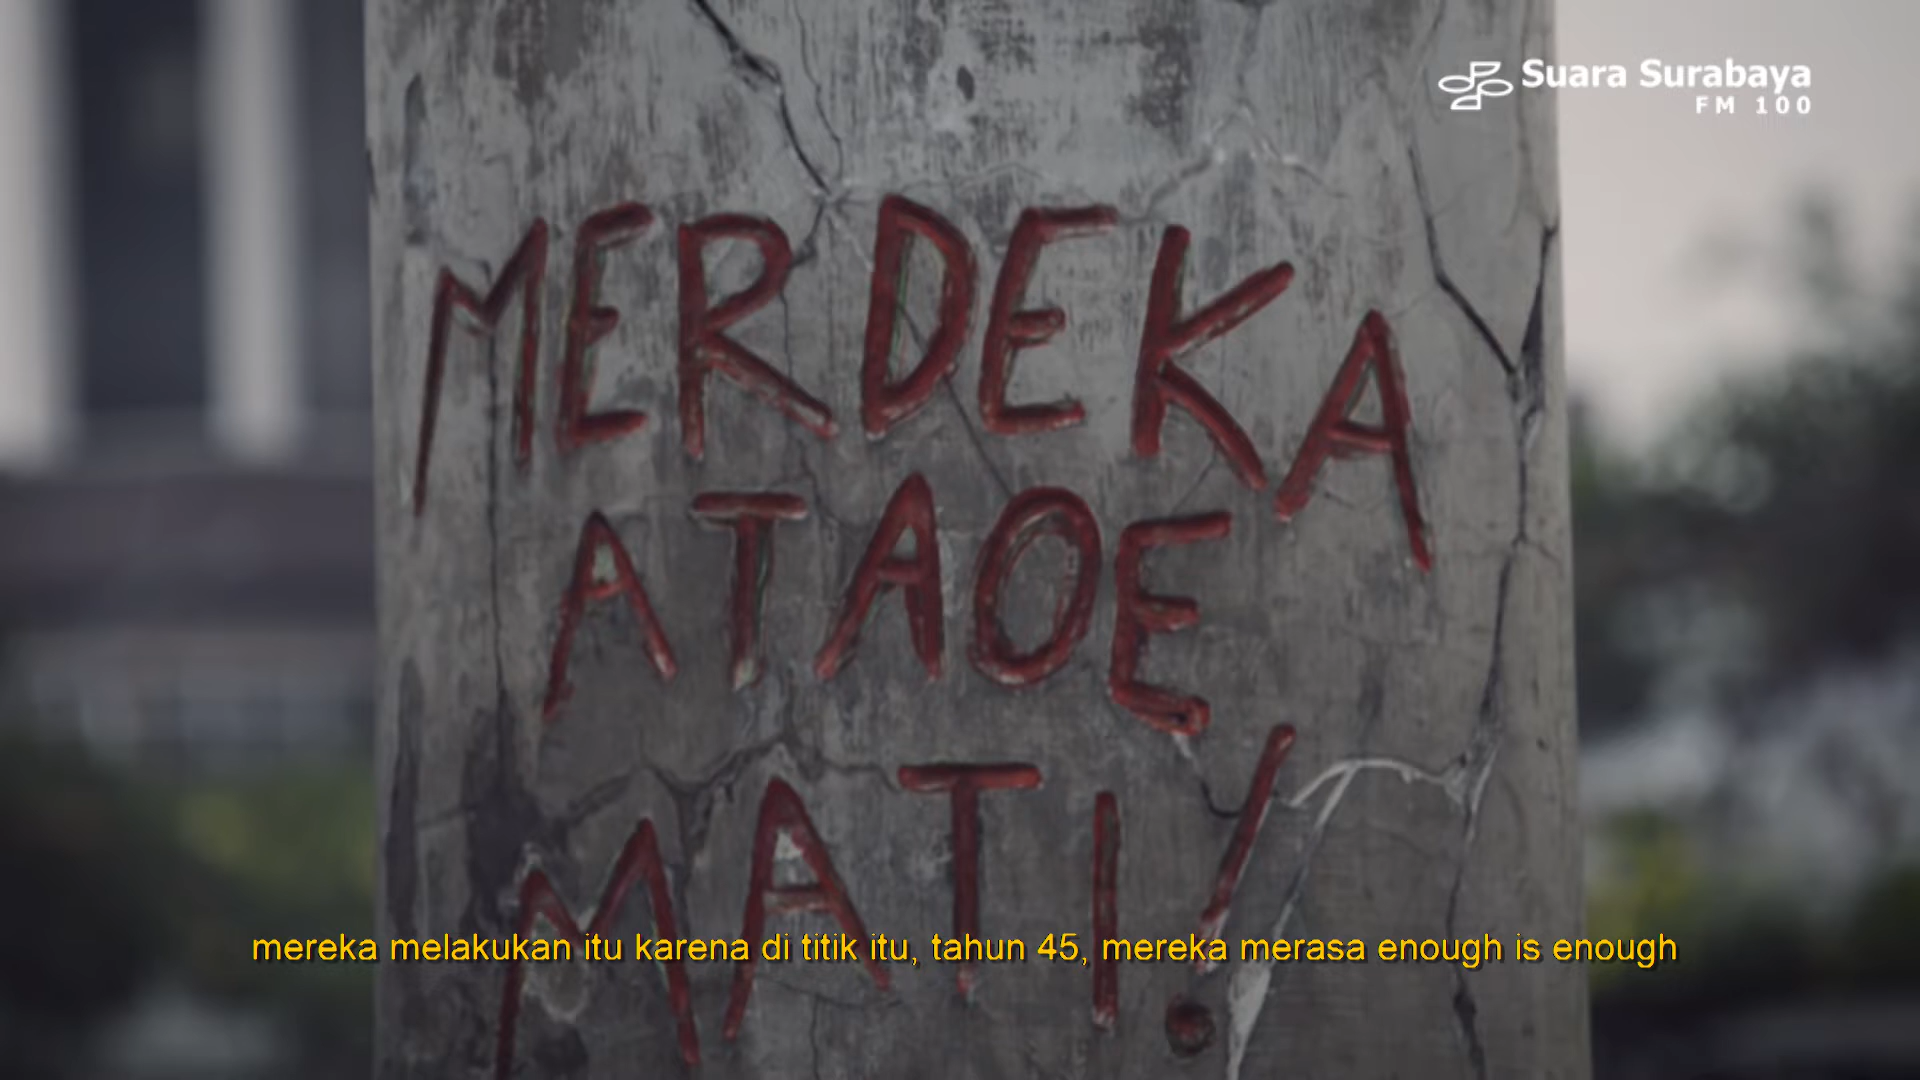 Suara Surabaya
FM 100
MERDEKA
ATAOE
MATI!
mereka melakukan itu karena di titik itu, tahun 45, mereka merasa enough is enough